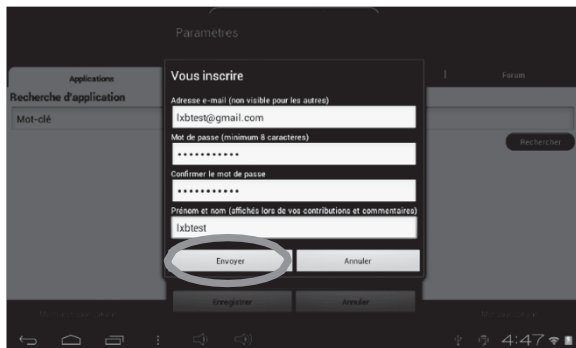 Paramètres
Applications
Forum
Recherche d'application
Mot-clé
Rechercher
Vous inscrire
Adresse e-mail (non visible pour les autres)
lxbtest@gmail.com
Mot de passe (minimum 8 caracteres)
•••••••••••
Confirmer le mot de passe
•••••••••••
Prénom et nom (affichés lors de vos contributions et commentaires)
lxbtest
Envoyer Annuler
Enregistrer Annuler
4:47